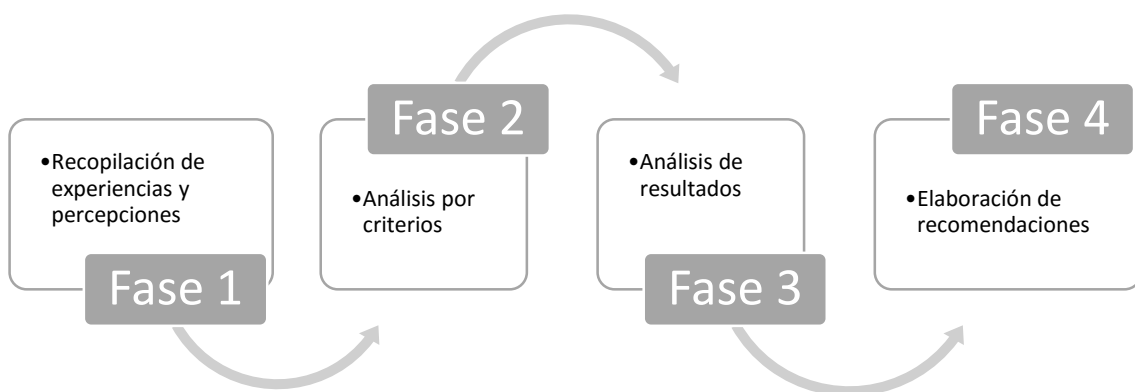 •Recopilación de
experiencias y
percepciones
Fase 1
Fase 2
•Análisis por
criterios
•Análisis de
resultados
Fase 3
Fase 4
•Elaboración de
recomendaciones